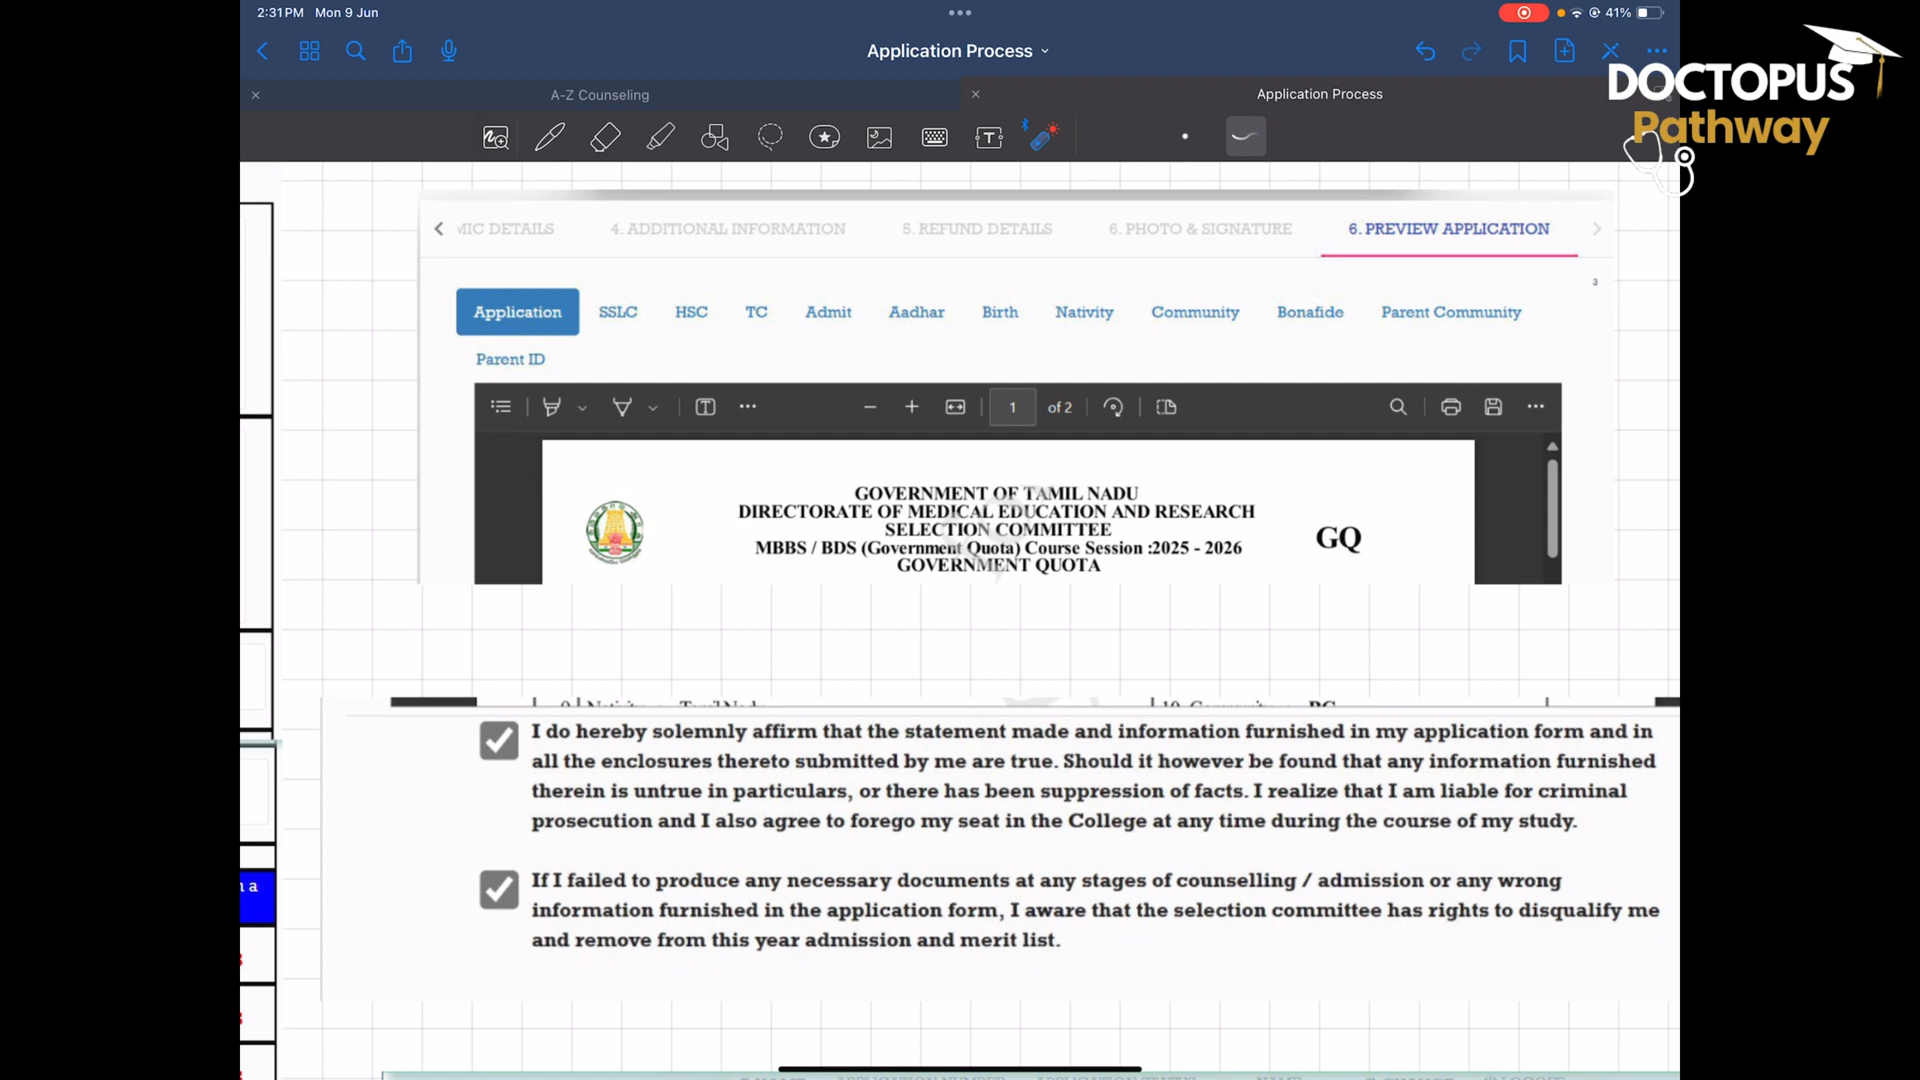 2:31 PM Mon 9 Jun
41%
Application Process
A-Z Counseling
Application Process
DOCTOPUS
Pathway
MIC DETAILS
4. ADDITIONAL INFORMATION
5. REFUND DETAILS
6. PHOTO & SIGNATURE
6. PREVIEW APPLICATION
3
Application
SSLC
HSC
TC
Admit
Aadhar
Birth
Nativity
Community
Bonafide
Parent Community
Parent ID
1 of 2
GOVERNMENT OF TAMIL NADU
DIRECTORATE OF MEDICAL EDUCATION AND RESEARCH
SELECTION COMMITTEE
MBBS / BDS (Government Quota) Course Session :2025 - 2026
GOVERNMENT QUOTA
GQ
I do hereby solemnly affirm that the statement made and information furnished in my application form and in
all the enclosures thereto submitted by me are true. Should it however be found that any information furnished
therein is untrue in particulars, or there has been suppression of facts. I realize that I am liable for criminal
prosecution and I also agree to forego my seat in the College at any time during the course of my study.
If I failed to produce any necessary documents at any stages of counselling / admission or any wrong
information furnished in the application form, I aware that the selection committee has rights to disqualify me
and remove from this year admission and merit list.